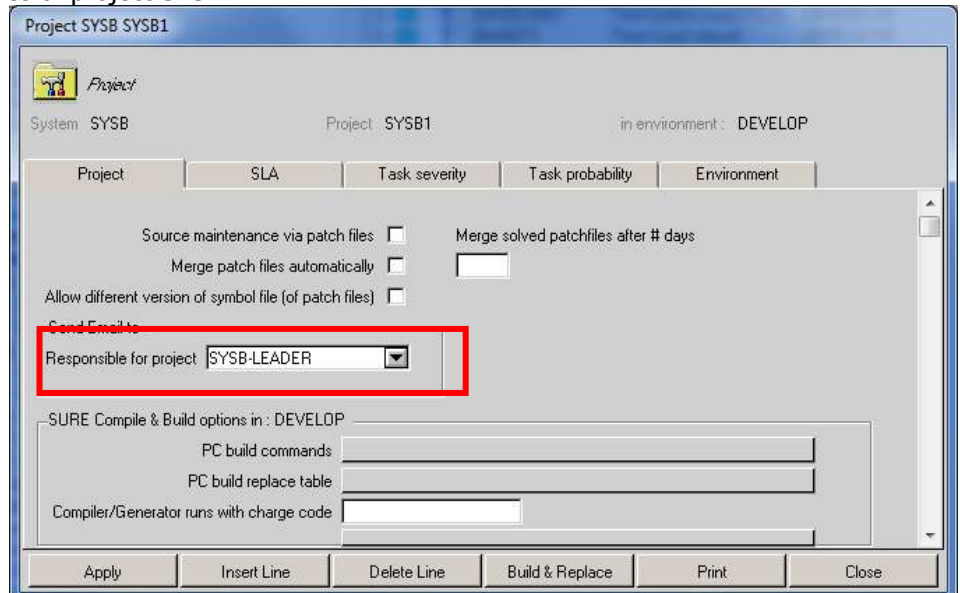 Project SYSB SYSB1
Project
System SYSB Project SYSB1 in environment : DEVELOP
Project SLA Task severity Task probability Environment
Source maintenance via patch files Merge solved patchfiles after # days
Merge patch files automatically
Allow different version of symbol file (of patch files)
Send Email to
Responsible for project SYSB-LEADER
SURE Compile & Build options in : DEVELOP
PC build commands
PC build replace table
Compiler/Generator runs with charge code
Apply Insert Line Delete Line Build & Replace Print Close